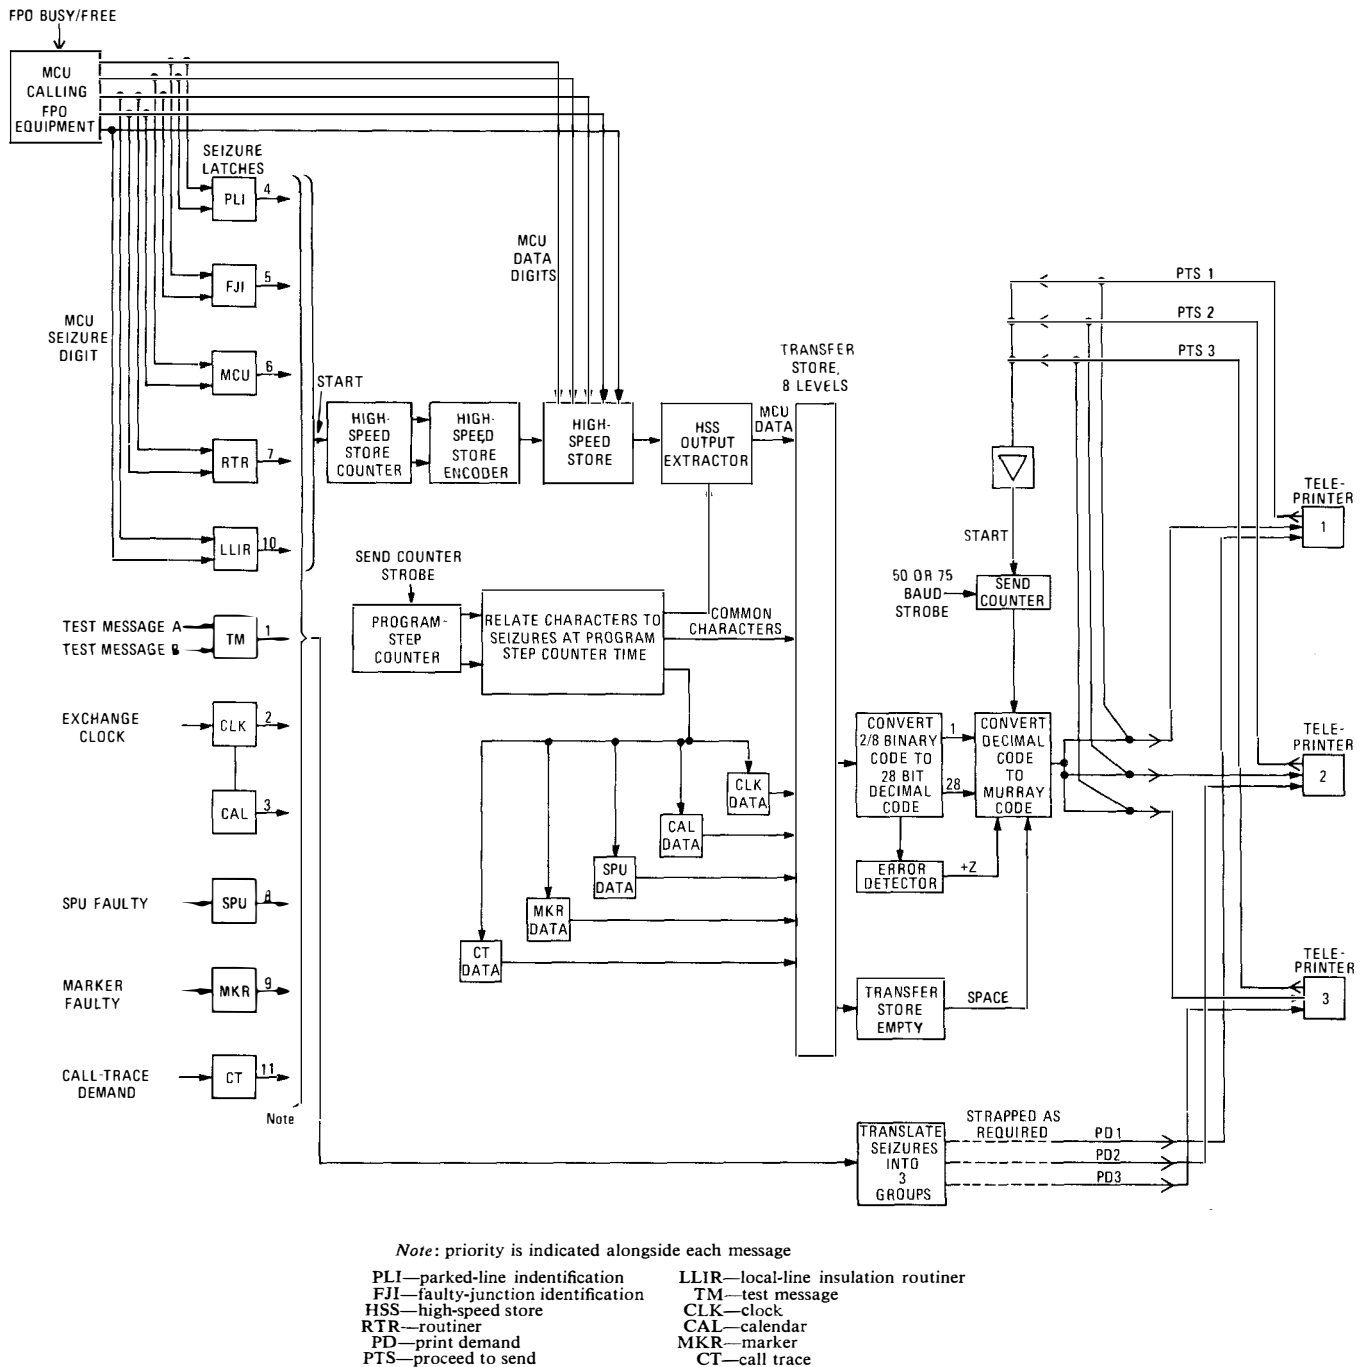 FPO BUSY/FREE
MCU
CALLING
FPO
EQUIPMENT
SEIZURE
LATCHES
PLI
4
FJI
5
MCU
SEIZURE
DIGIT
MCU
6
RTR
7
LLIR
10
TEST MESSAGE A
TEST MESSAGE B
TM
1
EXCHANGE
CLOCK
CLK
2
CAL
3
SPU FAULTY
SPU
8
MARKER
FAULTY
MKR
9
CALL-TRACE
DEMAND
CT
11
Note
START
HIGH-
SPEED
STORE
COUNTER
HIGH-
SPEED
STORE
ENCODER
MCU
DATA
DIGITS
HIGH-
SPEED
STORE
HSS
OUTPUT
EXTRACTOR
MCU
DATA
TRANSFER
STORE,
8 LEVELS
SEND COUNTER
STROBE
PROGRAM-
STEP
COUNTER
RELATE CHARACTERS TO
SEIZURES AT PROGRAM
STEP COUNTER TIME
COMMON
CHARACTERS
CLK
DATA
CAL
DATA
SPU
DATA
MKR
DATA
CT
DATA
PTS 1
PTS 2
PTS 3
START
50 OR 75
BAUD
STROBE
SEND
COUNTER
CONVERT
2/8 BINARY
CODE TO
28 BIT
DECIMAL
CODE
1
28
CONVERT
DECIMAL
CODE
TO
MURRAY
CODE
ERROR
DETECTOR
+Z
TRANSFER
STORE
EMPTY
SPACE
TELE-
PRINTER
1
TELE-
PRINTER
2
TELE-
PRINTER
3
TRANSLATE
SEIZURES
INTO
3
GROUPS
STRAPPED AS
REQUIRED
PD1
PD2
PD3
Note: priority is indicated alongside each message
PLI—parked-line indentification
FJI—faulty-junction identification
HSS—high-speed store
RTR—routiner
PD—print demand
PTS—proceed to send
LLIR—local-line insulation routiner
TM—test message
CLK—clock
CAL—calendar
MKR—marker
CT—call trace